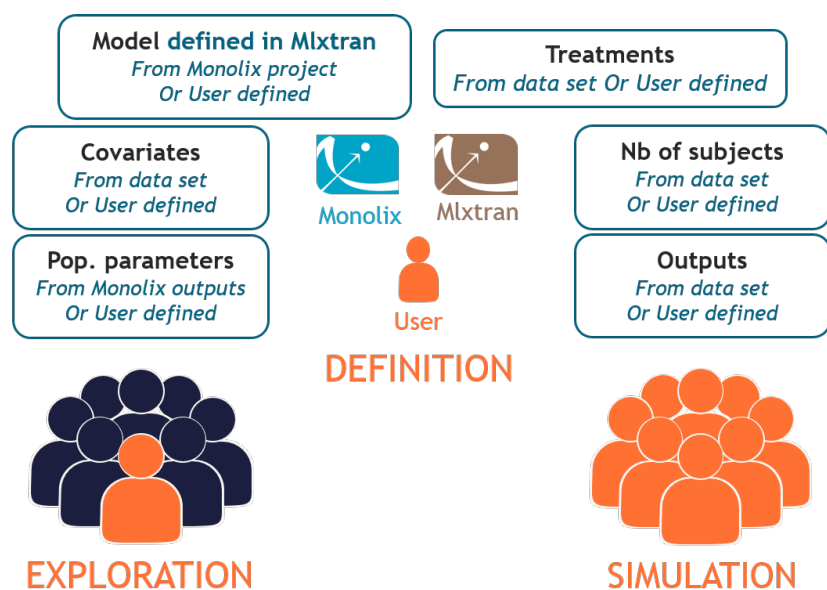 Model defined in Mlxtran
From Monolix project
Or User defined
Treatments
From data set Or User defined
Covariates
From data set
Or User defined
Monolix
Mlxtran
Nb of subjects
From data set
Or User defined
Pop. parameters
From Monolix outputs
Or User defined
User
Outputs
From data set
Or User defined
DEFINITION
EXPLORATION
SIMULATION